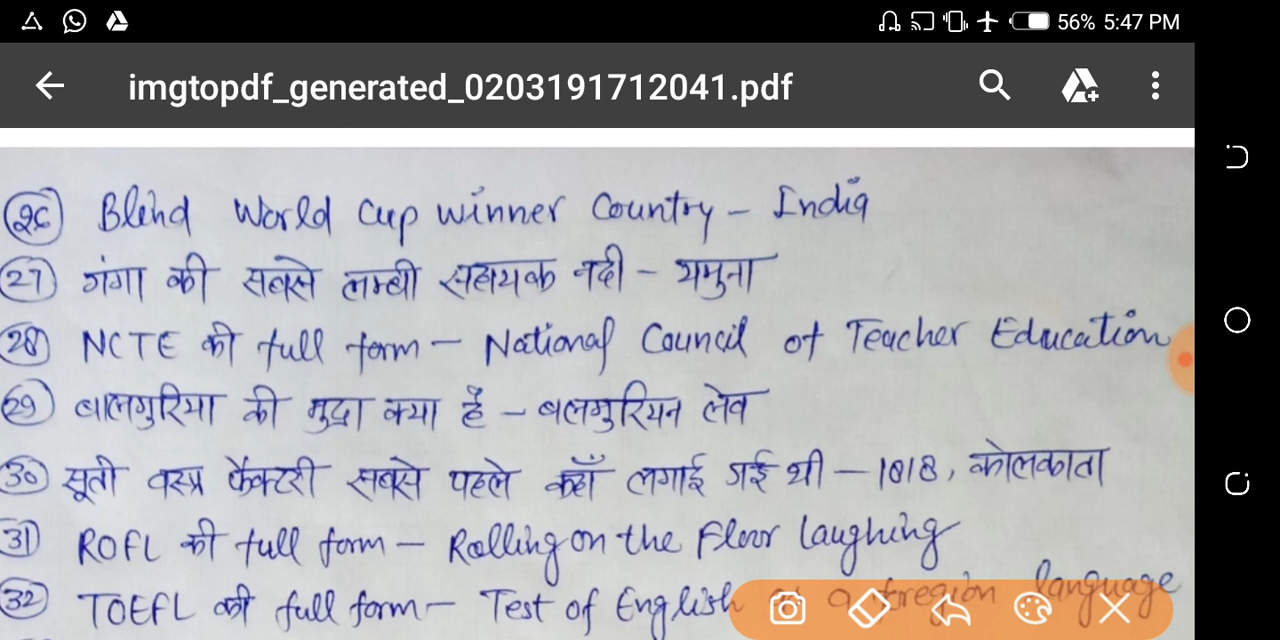 56% 5:47 PM
imgtopdf_generated_0203191712041.pdf
26 Blind World Cup winner Country - India
27 गंगा की सबसे लम्बी सहायक नदी - यमुना
28 NCTE की full form - National Council of Teacher Education
29 बालगुरिया की मुद्रा क्या है - बलगुरियन लेव
30 सूती वस्त्र फैक्टरी सबसे पहले कहाँ लगाई गई थी - 1818, कोलकाता
31 ROFL की full form - Rolling on the Floor laughing
32 TOEFL की full form - Test of English a foregion language